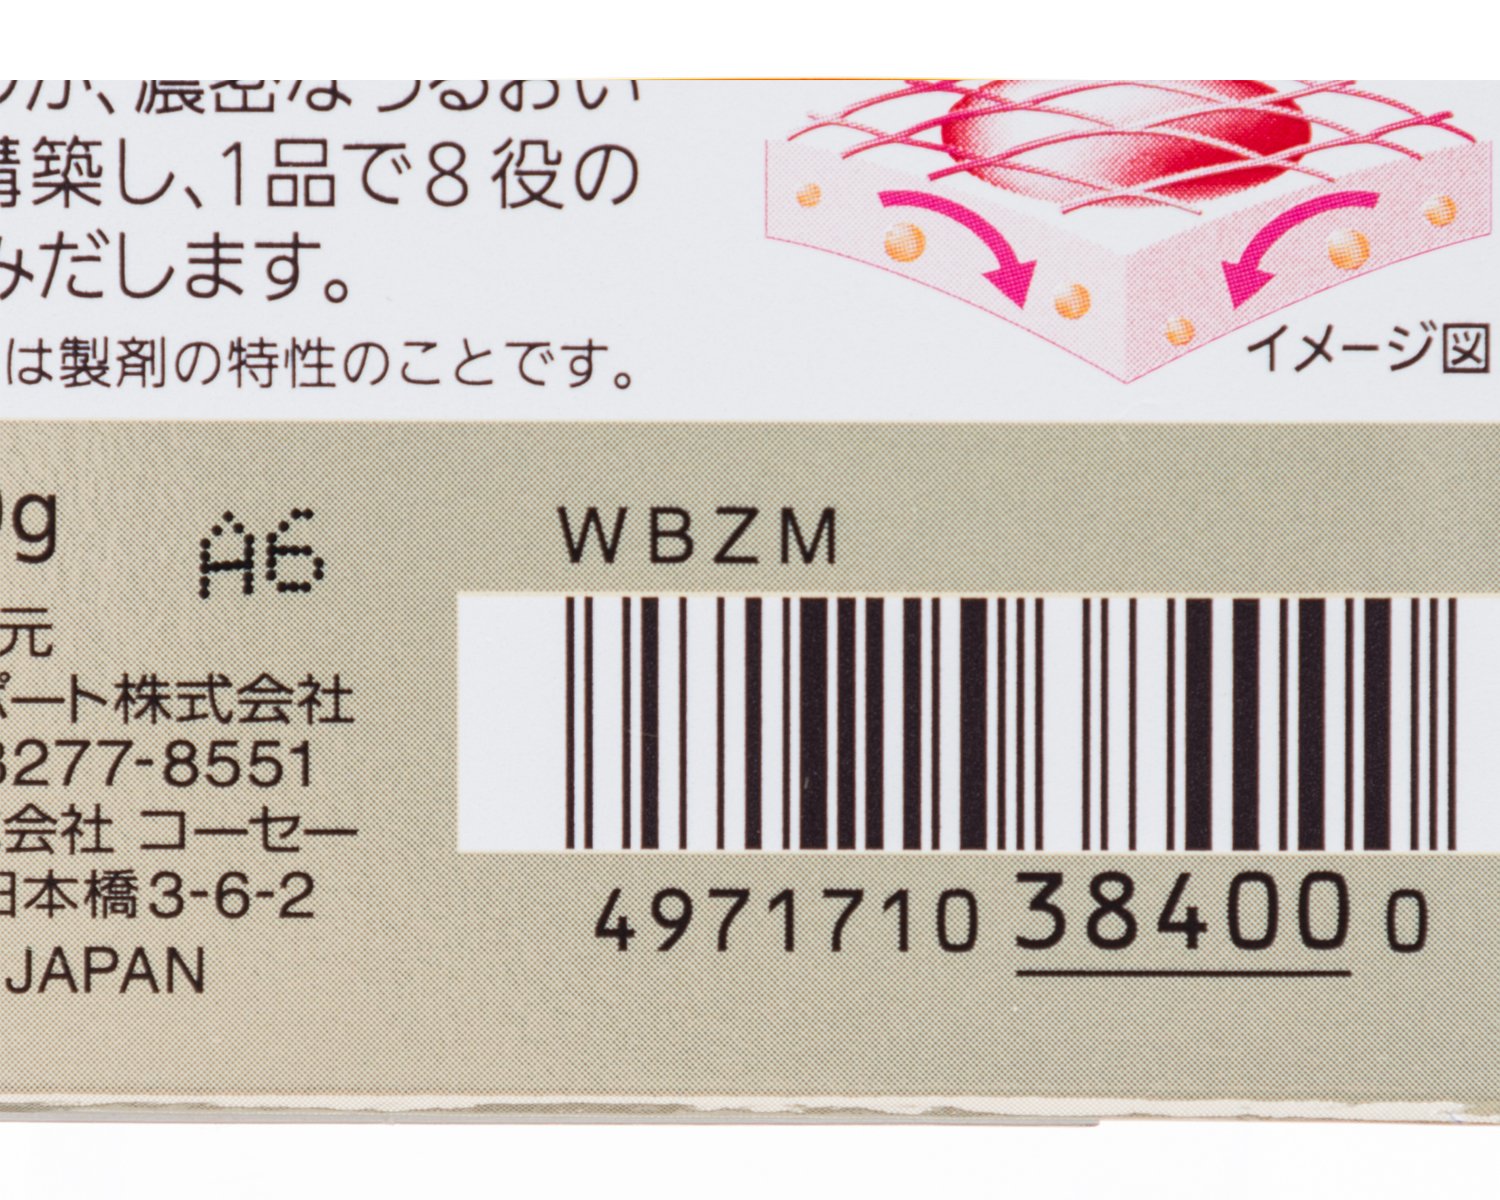 が、濃密なうるおい
構築し、1品で8役の
みだします。
は製剤の特性のことです。
イメージ図
g
A6
WBZM
元
ポート株式会社
3277-8551
会社 コーセー
日本橋3-6-2
JAPAN
4971710 38400 0